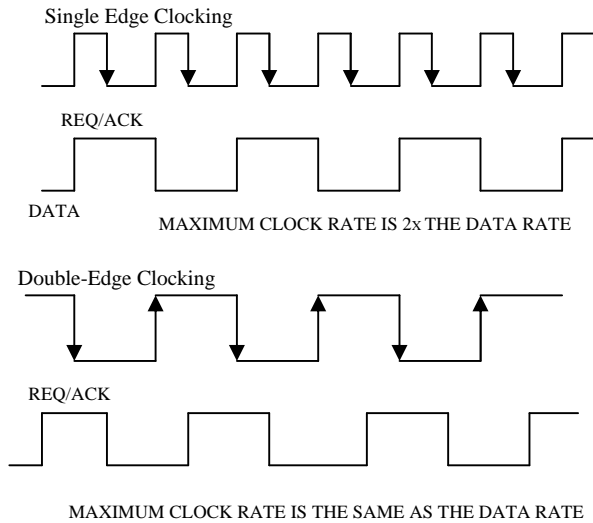 Single Edge Clocking
REQ/ACK
DATA
MAXIMUM CLOCK RATE IS 2x THE DATA RATE
Double-Edge Clocking
REQ/ACK
MAXIMUM CLOCK RATE IS THE SAME AS THE DATA RATE